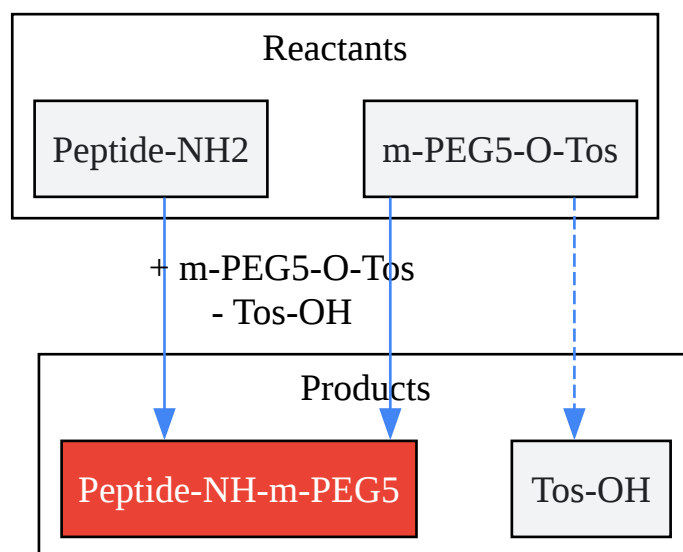 Reactants
Peptide-NH2
m-PEG5-O-Tos
+ m-PEG5-O-Tos
- Tos-OH
Products
Peptide-NH-m-PEG5
Tos-OH